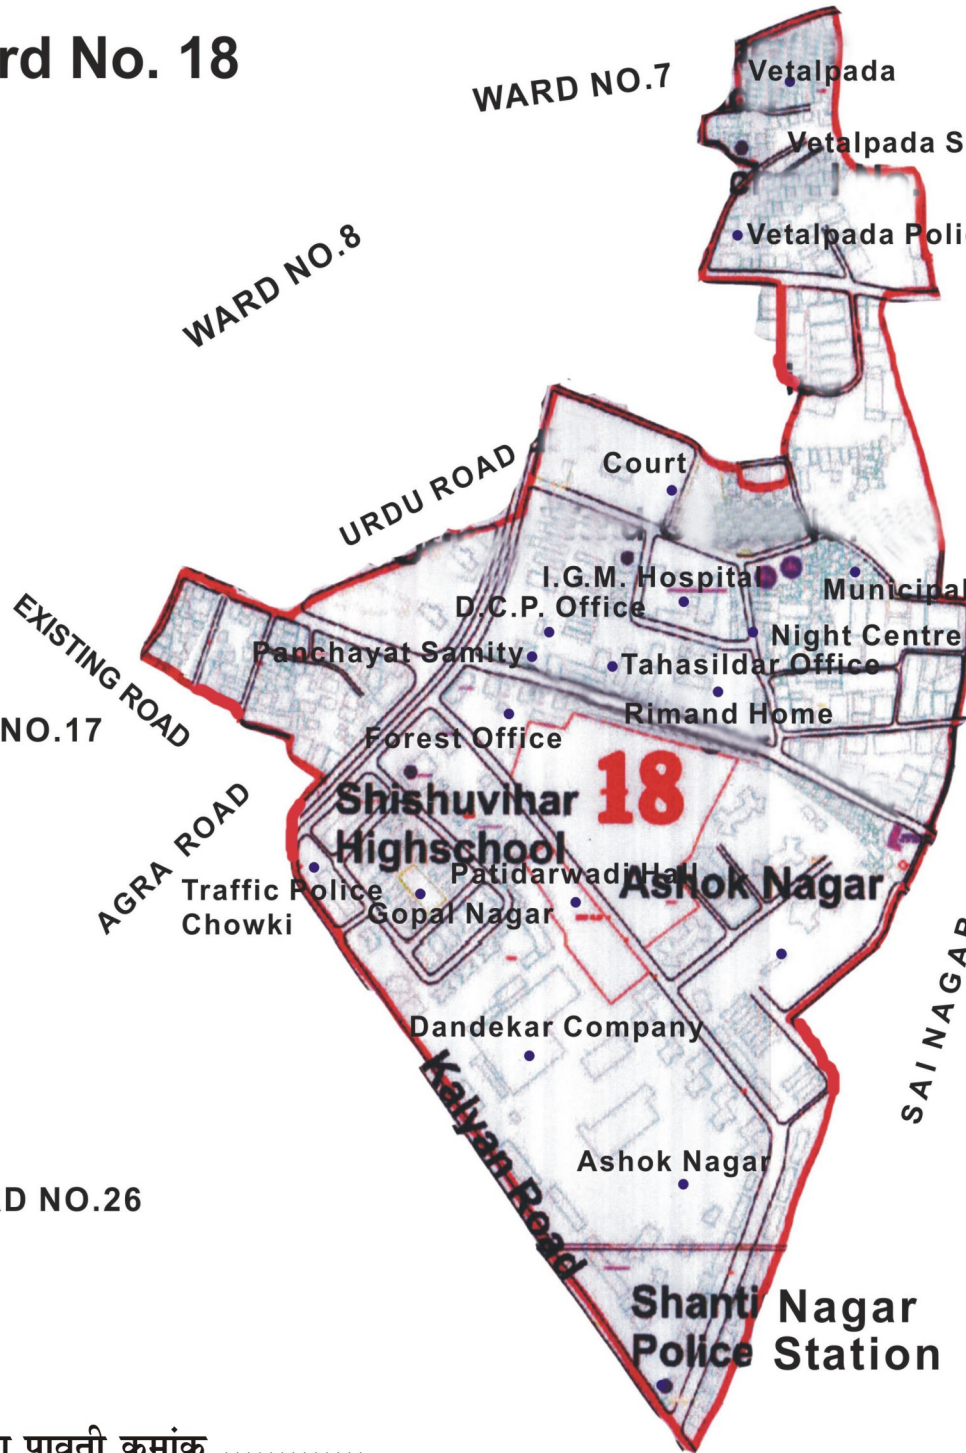 rd No. 18
WARD NO.7
Vetalpada
Vetalpada S
WARD NO.8
Vetalpada Poli
URDU ROAD
Court
I.G.M. Hospital
Municipal
D.C.P. Office
EXISTING ROAD
Night Centre
Panchayat Samity
Tahasildar Office
Rimand Home
NO.17
Forest Office
18
Shishuvihar
Highschool
AGRA ROAD
Patidarwadi Hall
Ashok Nagar
Traffic Police
Chowki
Gopal Nagar
SAINAGAR
Dandekar Company
Kalyan Road
Ashok Nagar
D NO.26
Shanti Nagar
Police Station
पावती क्रमांक ................